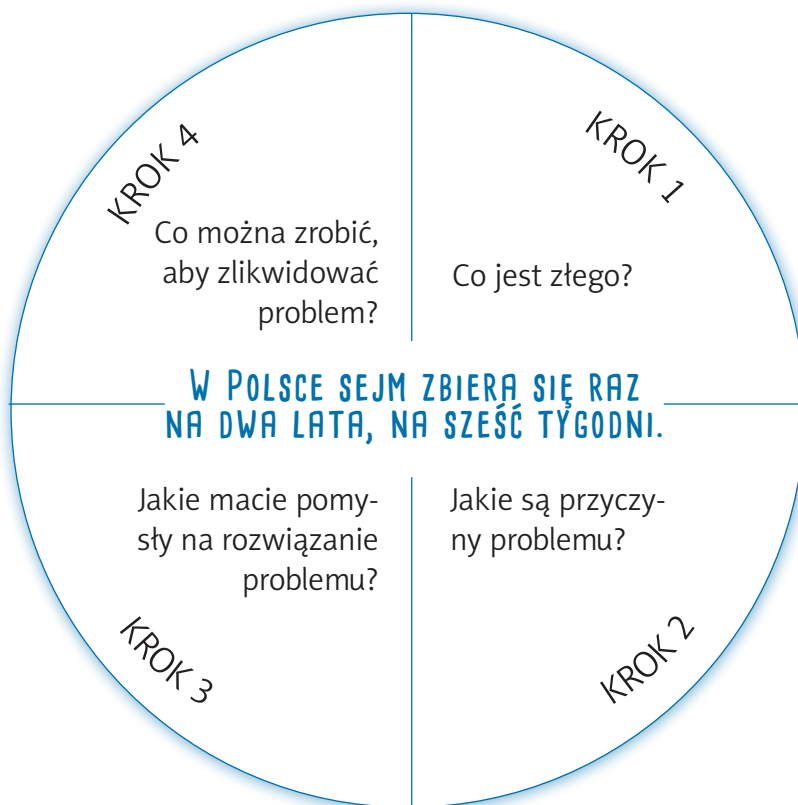 KROK 4
Co można zrobić,
aby zlikwidować
problem?
KROK 1
Co jest złego?
W POLSCE SEJM ZBIERA SIĘ RAZ
NA DWA LATA, NA SZEŚĆ TYGODNI.
Jakie macie pomy-
sły na rozwiązanie
problemu?
KROK 3
Jakie są przyczy-
ny problemu?
KROK 2